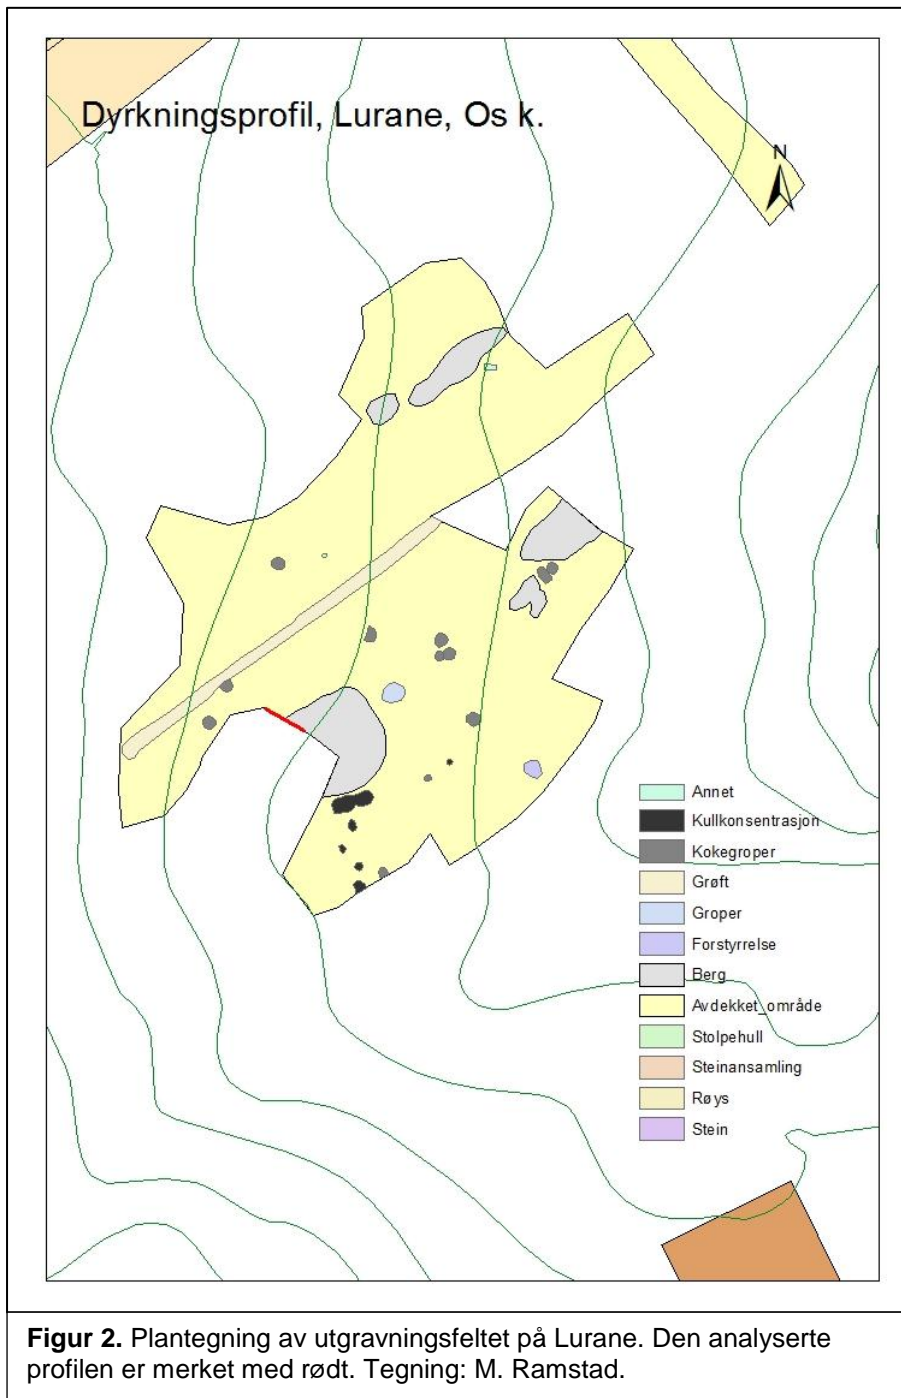 Dyrkningsprofil, Lurane, Os k.
N
Annet
Kullkonsentrasjon
Kokegroper
Grøft
Groper
Forstyrrelse
Berg
Avdekket_område
Stolpehull
Steinansamling
Røys
Stein
Figur 2. Plantegning av utgravningsfeltet på Lurane. Den analyserte
profilen er merket med rødt. Tegning: M. Ramstad.